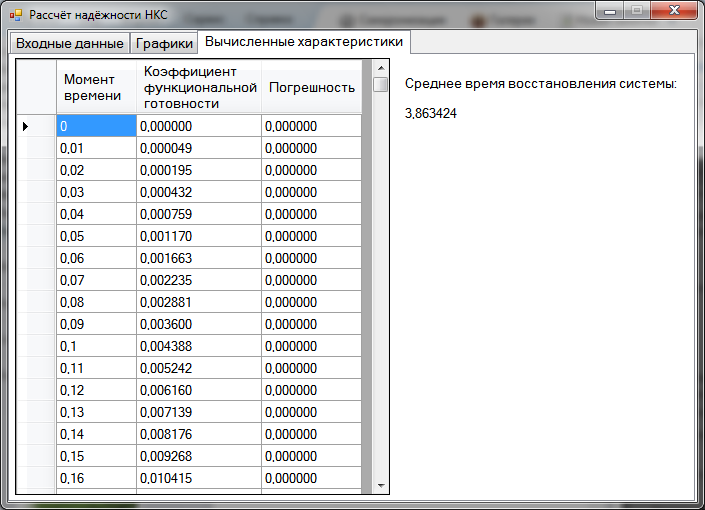 Рассчёт надёжности НКС
Входные данные Графики Вычисленные характеристики
Момент времени Коэффициент функциональной готовности Погрешность
0 0,000000 0,000000
0,01 0,000049 0,000000
0,02 0,000195 0,000000
0,03 0,000432 0,000000
0,04 0,000759 0,000000
0,05 0,001170 0,000000
0,06 0,001663 0,000000
0,07 0,002235 0,000000
0,08 0,002881 0,000000
0,09 0,003600 0,000000
0,1 0,004388 0,000000
0,11 0,005242 0,000000
0,12 0,006160 0,000000
0,13 0,007139 0,000000
0,14 0,008176 0,000000
0,15 0,009268 0,000000
0,16 0,010415 0,000000
Среднее время восстановления системы:
3,863424